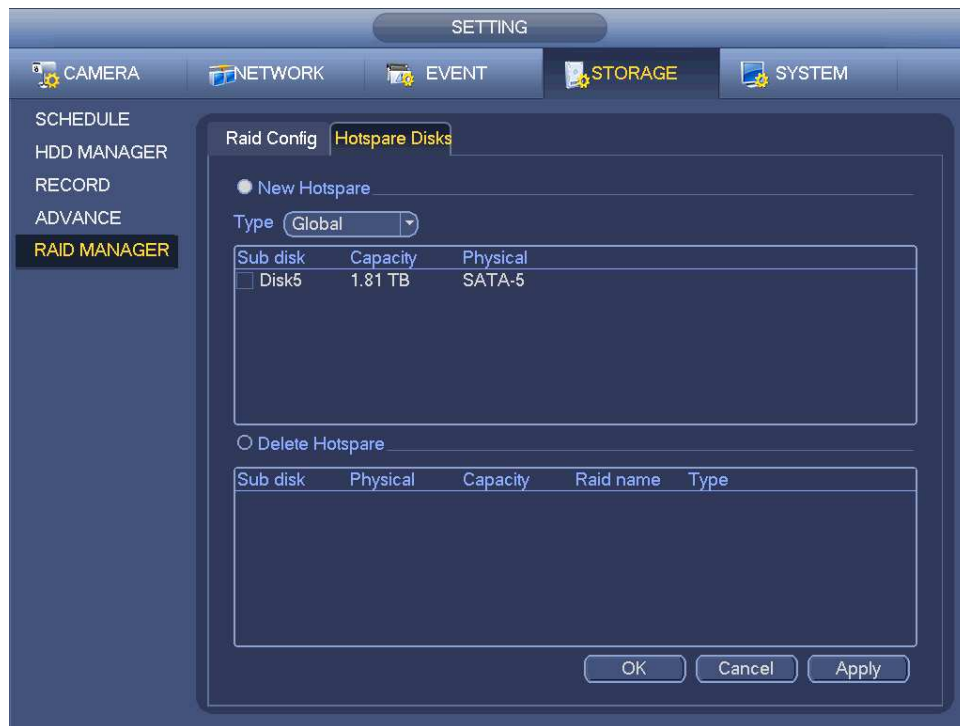 SETTING
CAMERA NETWORK EVENT STORAGE SYSTEM
SCHEDULE
HDD MANAGER
RECORD
ADVANCE
RAID MANAGER
Raid Config Hotspare Disks
New Hotspare
Type Global
Sub disk Capacity Physical
Disk5 1.81 TB SATA-5
Delete Hotspare
Sub disk Physical Capacity Raid name Type
OK Cancel Apply